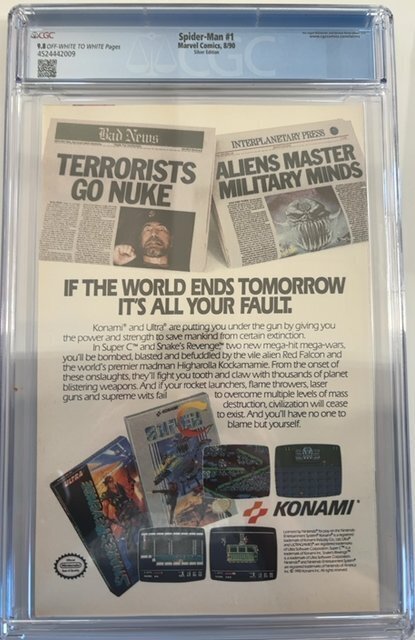 CGC
Spider-Man #1
9.8 OFF-WHITE TO WHITE Pages
Marvel Comics, 8/90
4524442009
Silver Edition
CGC
Bad News
INTERPLANETARY PRESS
TERRORISTS
GO NUKE
ALIENS MASTER
MILITARY MINDS
IF THE WORLD ENDS TOMORROW
IT'S ALL YOUR FAULT.
Konami® and Ultra® are putting you under the gun by giving you
the power and strength to save mankind from certain extinction.
In Super C™ and Snake's Revenge,™ two new mega-hit mega-wars,
you'll be bombed, blasted and befuddled by the vile alien Red Falcon and
the world's premier madman Higharolla Kockamamie. From the onset of
these onslaughts, they'll fight you tooth and claw with thousands of planet
blistering weapons. And if your rocket launchers, flame throwers, laser
guns and supreme wits fail to overcome multiple levels of mass
destruction, civilization will cease
to exist. And you'll have no one to
blame but yourself.
KONAMI
ULTRA
KONAMI®
Nintendo